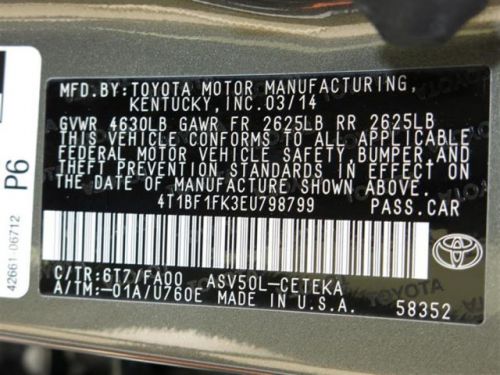 MFD.BY:TOYOTA MOTOR MANUFACTURING,
KENTUCKY, INC. 03/14
GVWR 4630LB GAWR FR 2625LB RR 2625LB
THIS VEHICLE CONFORMS TO ALL APPLICABLE
FEDERAL MOTOR VEHICLE SAFETY, BUMPER, AND
THEFT PREVENTION STANDARDS IN EFFECT ON
THE DATE OF MANUFACTURE SHOWN ABOVE.
4T1BF1FK3EU798799 PASS.CAR
C/TR:6T7/FA00 ASV50L-CETEKA
A/TM:-01A/U760E MADE IN U.S.A.
58352
TOYOTA
P6
42661-06712